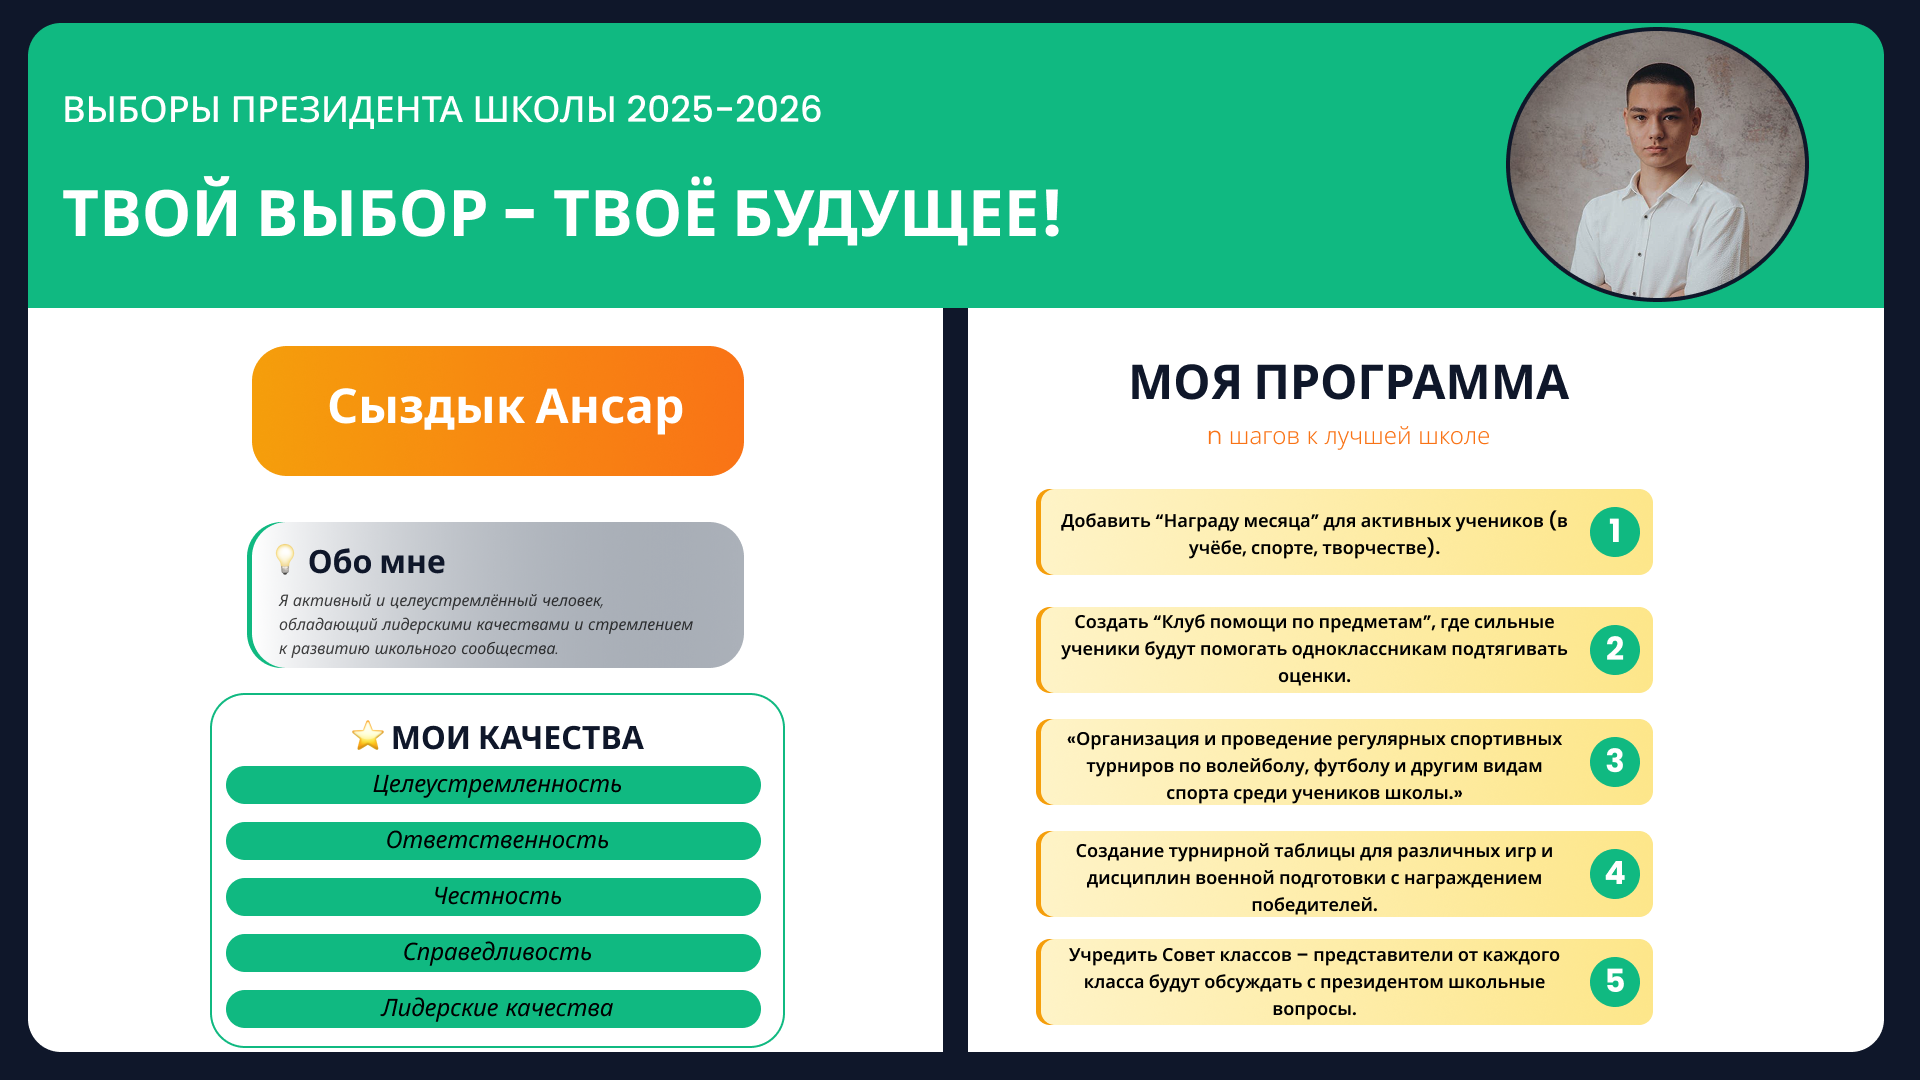 ВЫБОРЫ ПРЕЗИДЕНТА ШКОЛЫ 2025-2026
ТВОЙ ВЫБОР – ТВОЁ БУДУЩЕЕ!
Сыздык Ансар
Обо мне
Я активный и целеустремлённый человек,
обладающий лидерскими качествами и стремлением
к развитию школьного сообщества.
МОИ КАЧЕСТВА
Целеустремленность
Ответственность
Честность
Справедливость
Лидерские качества
МОЯ ПРОГРАММА
n шагов к лучшей школе
Добавить “Награду месяца” для активных учеников (в
учёбе, спорте, творчестве).
1
Создать “Клуб помощи по предметам”, где сильные
ученики будут помогать одноклассникам подтягивать
оценки.
2
«Организация и проведение регулярных спортивных
турниров по волейболу, футболу и другим видам
спорта среди учеников школы.»
3
Создание турнирной таблицы для различных игр и
дисциплин военной подготовки с награждением
победителей.
4
Учредить Совет классов – представители от каждого
класса будут обсуждать с президентом школьные
вопросы.
5